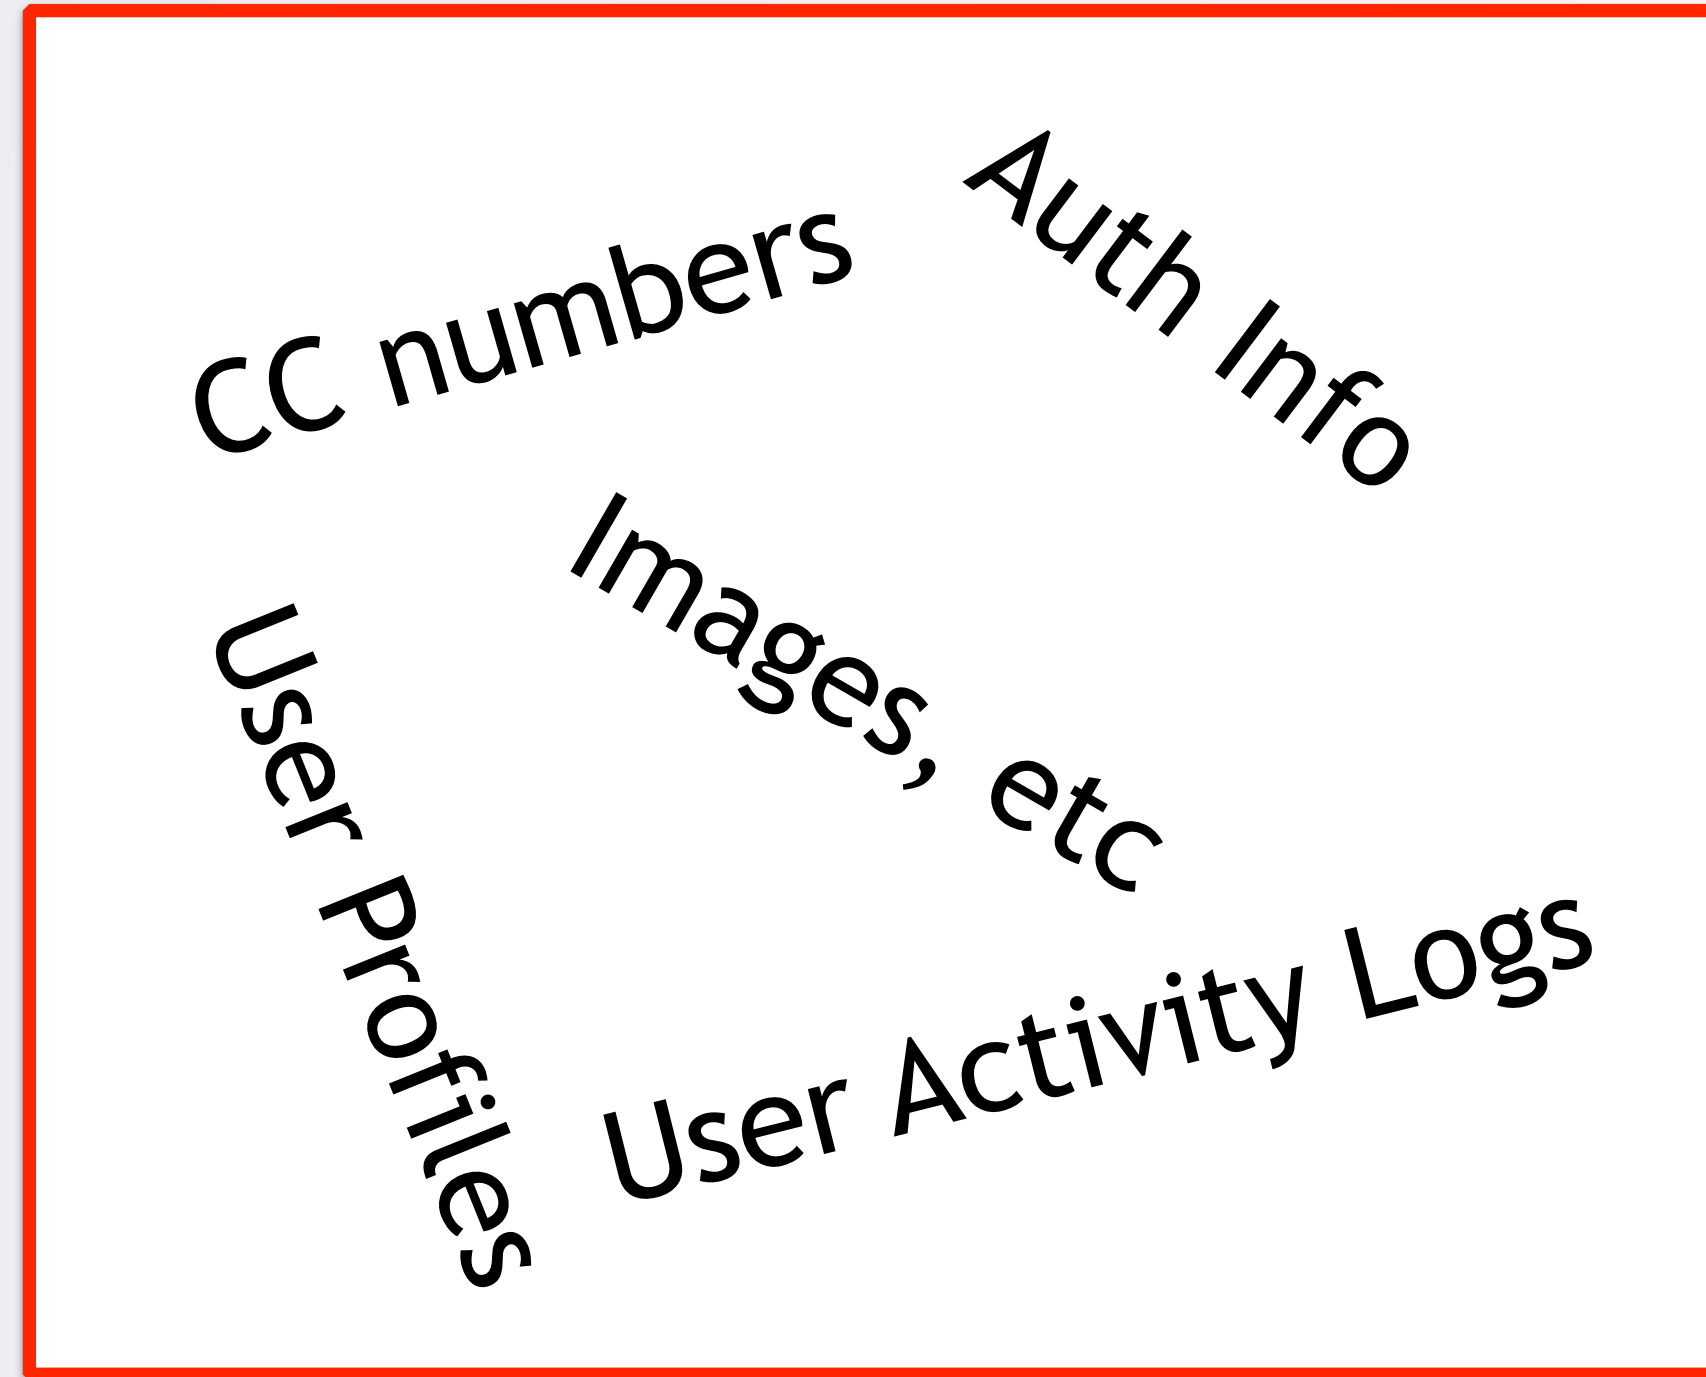 CC numbers
Auth Info
Images, etc
User Profiles
User Activity Logs